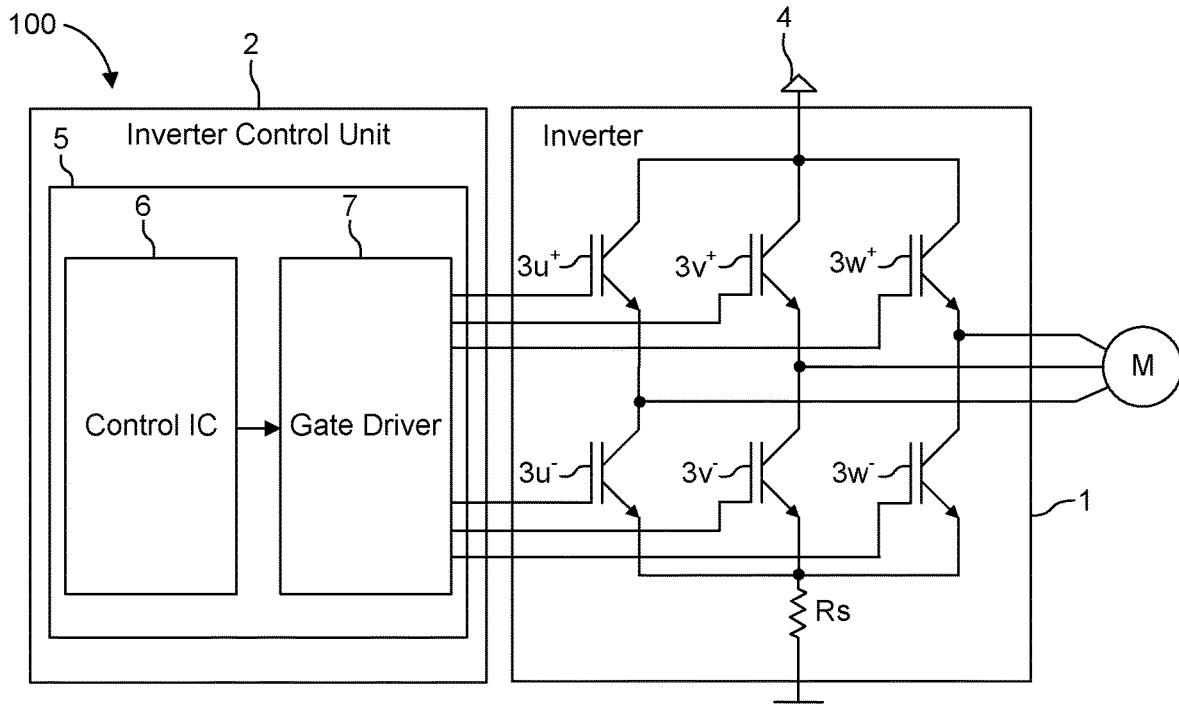 100
2
4
Inverter Control Unit
Inverter
5
6
7
3u+
3v+
3w+
M
Control IC
Gate Driver
3u-
3v-
3w-
1
Rs